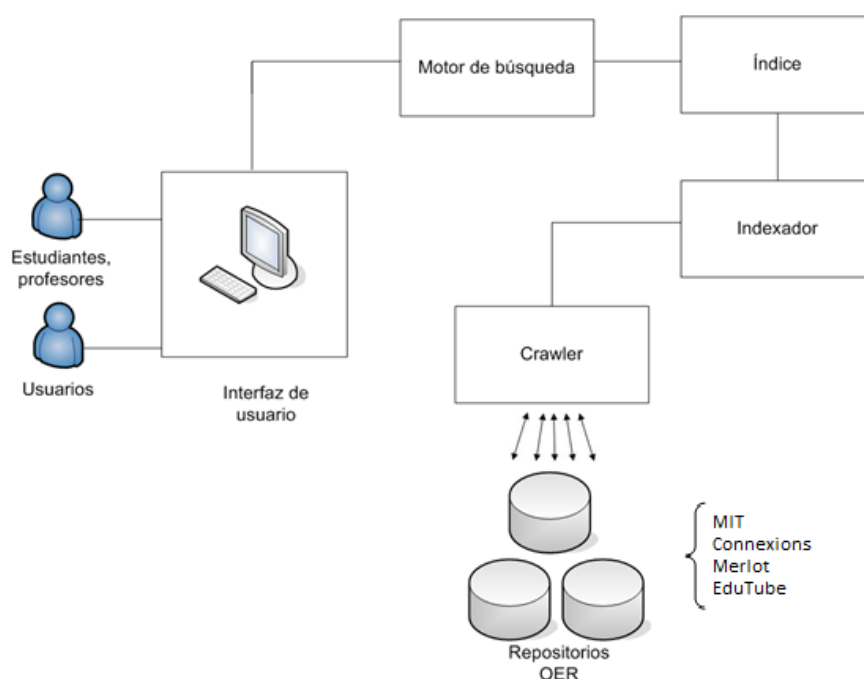 Motor de búsqueda
Índice
Indexador
Estudiantes,
profesores
Usuarios
Interfaz de
usuario
Crawler
MIT
Connexions
Merlot
EduTube
Repositorios
OER